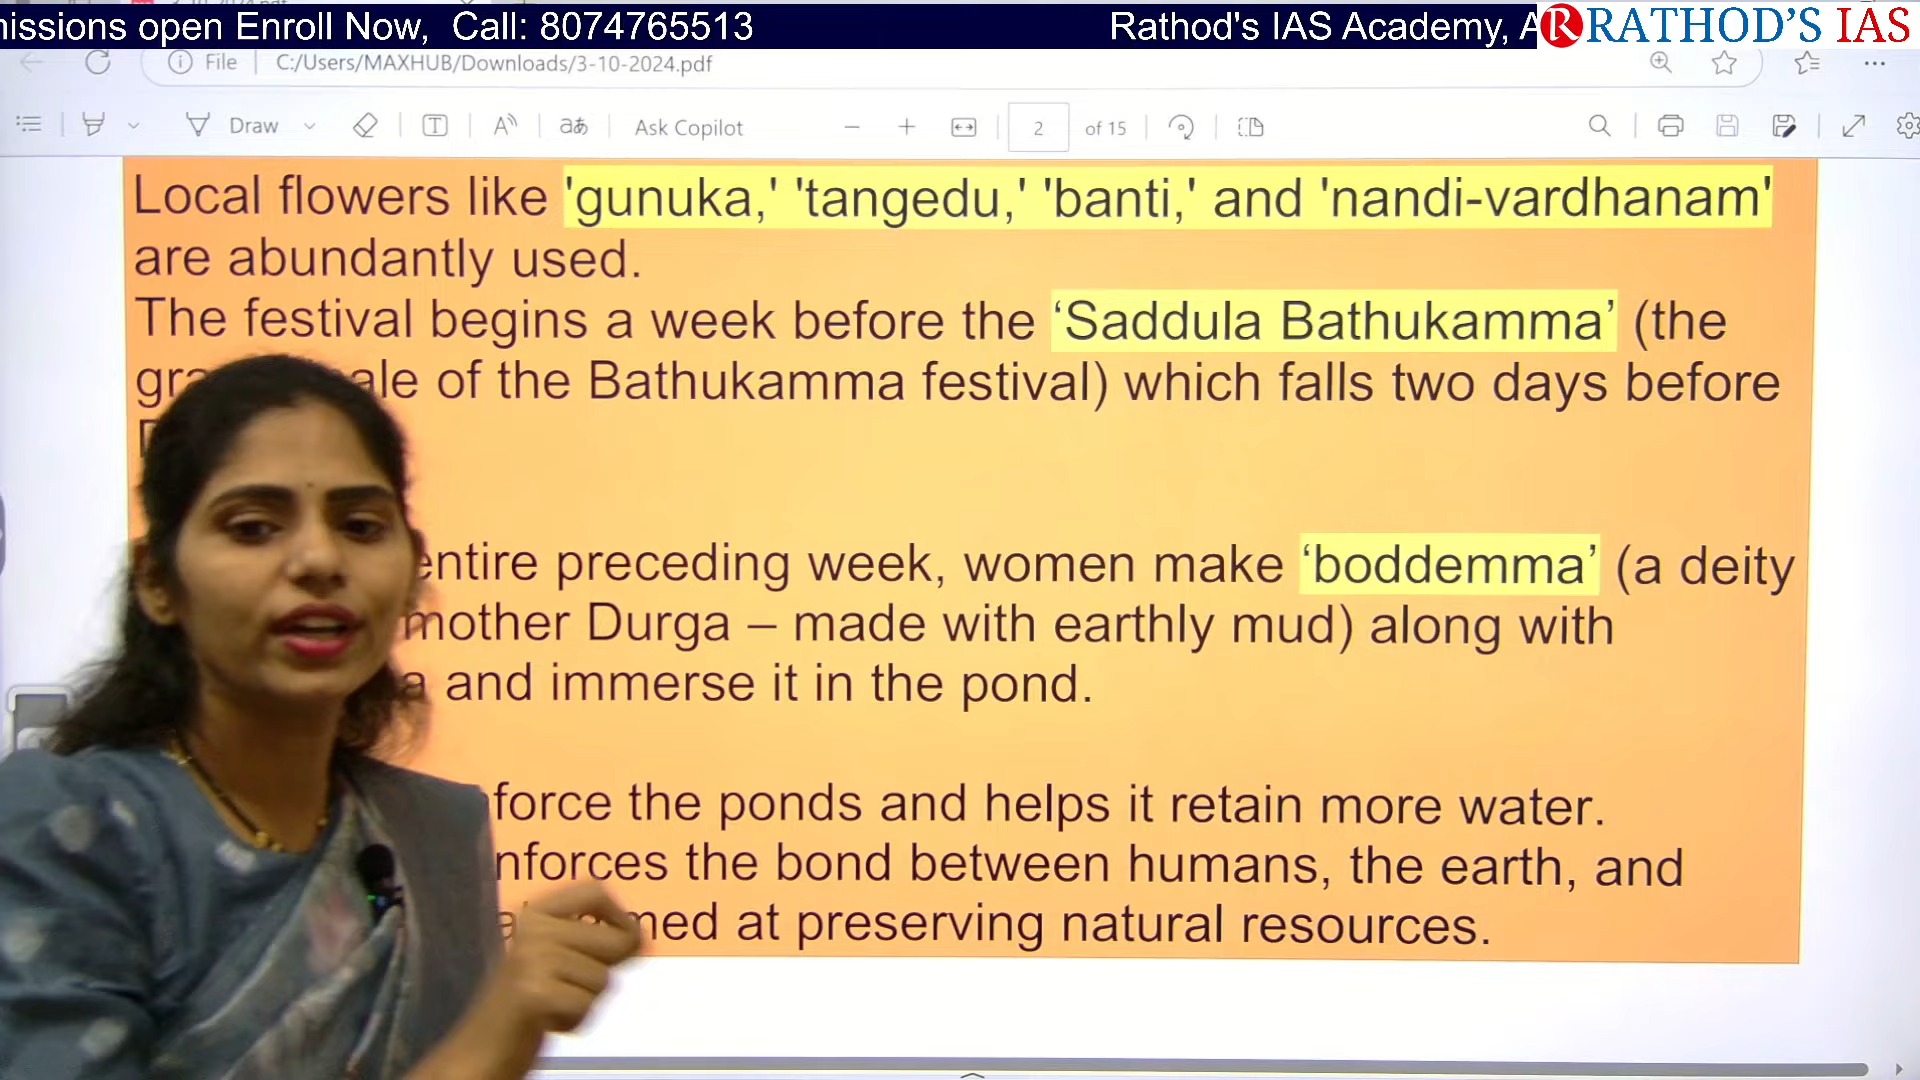 missions open Enroll Now, Call: 8074765513 Rathod's IAS Academy, A
R RATHOD'S IAS
File C:/Users/MAXHUB/Downloads/3-10-2024.pdf
Draw aあ Ask Copilot 2 of 15
Local flowers like 'gunuka,' 'tangedu,' 'banti,' and 'nandi-vardhanam'
are abundantly used.
The festival begins a week before the ‘Saddula Bathukamma’ (the
gra ale of the Bathukamma festival) which falls two days before
entire preceding week, women make ‘boddemma’ (a deity
mother Durga – made with earthly mud) along with
a and immerse it in the pond.
force the ponds and helps it retain more water.
nforces the bond between humans, the earth, and
med at preserving natural resources.